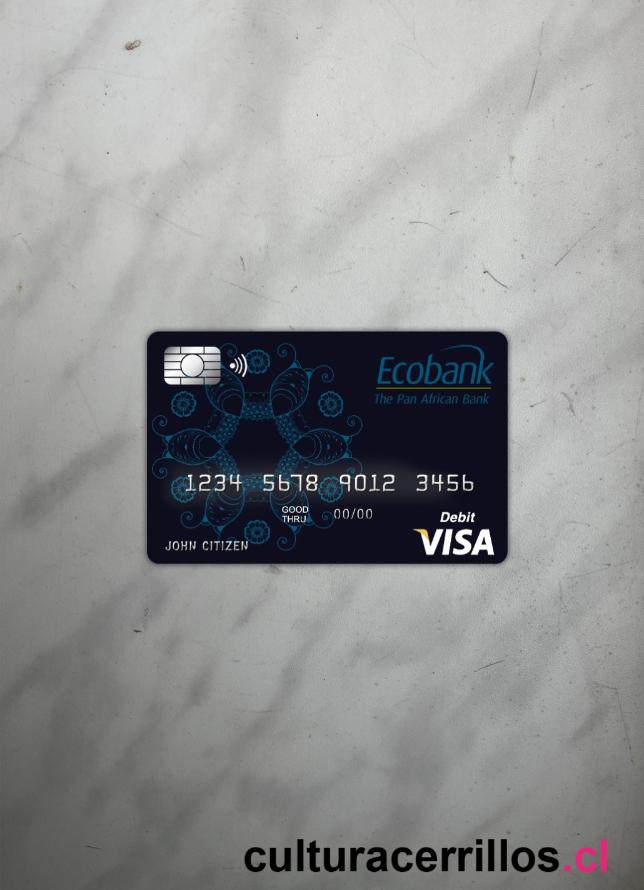 Ecobank
The Pan African Bank
1234 5678 9012 3456
GOOD
THRU 00/00
Debit
JOHN CITIZEN VISA
culturacerrillos.cl